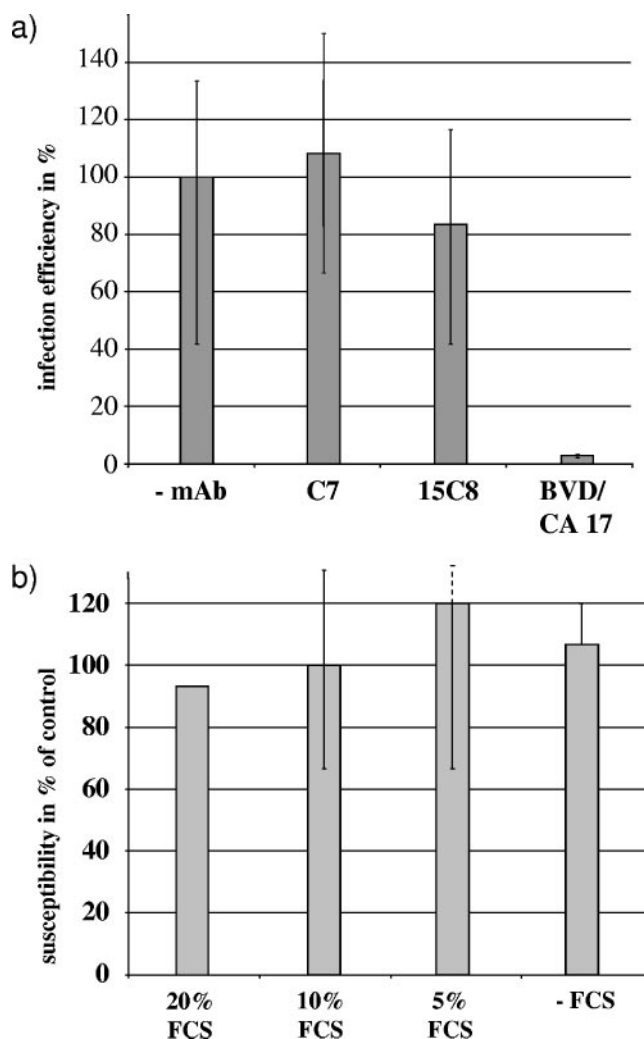 a)
infection efficiency in %
140
120
100
80
60
40
20
0
- mAb
C7
15C8
BVD/
CA 17
b)
susceptibility in % of control
120
100
80
60
40
20
0
20%
FCS
10%
FCS
5%
FCS
- FCS